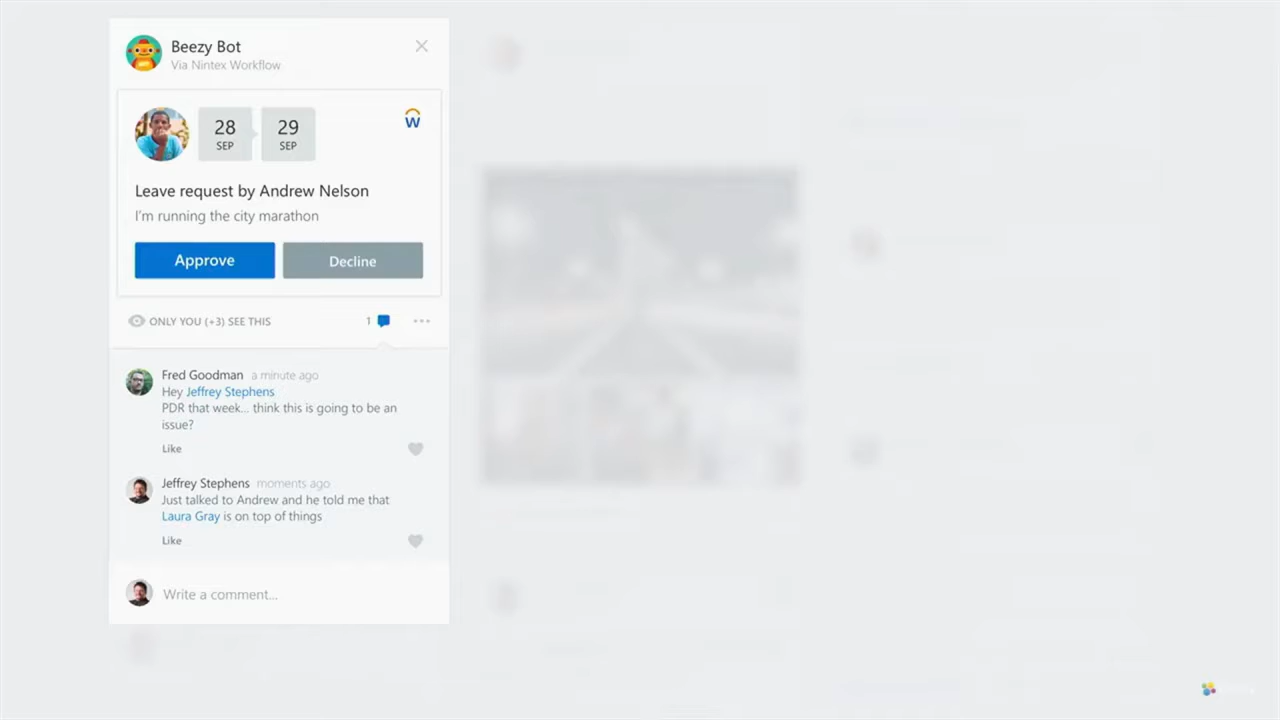 Beezy Bot
Via Nintex Workflow
28
SEP
29
SEP
W
Leave request by Andrew Nelson
I'm running the city marathon
Approve
Decline
ONLY YOU (+3) SEE THIS
1
Fred Goodman a minute ago
Hey Jeffrey Stephens
PDR that week... think this is going to be an
issue?
Like
Jeffrey Stephens moments ago
Just talked to Andrew and he told me that
Laura Gray is on top of things
Like
Write a comment...